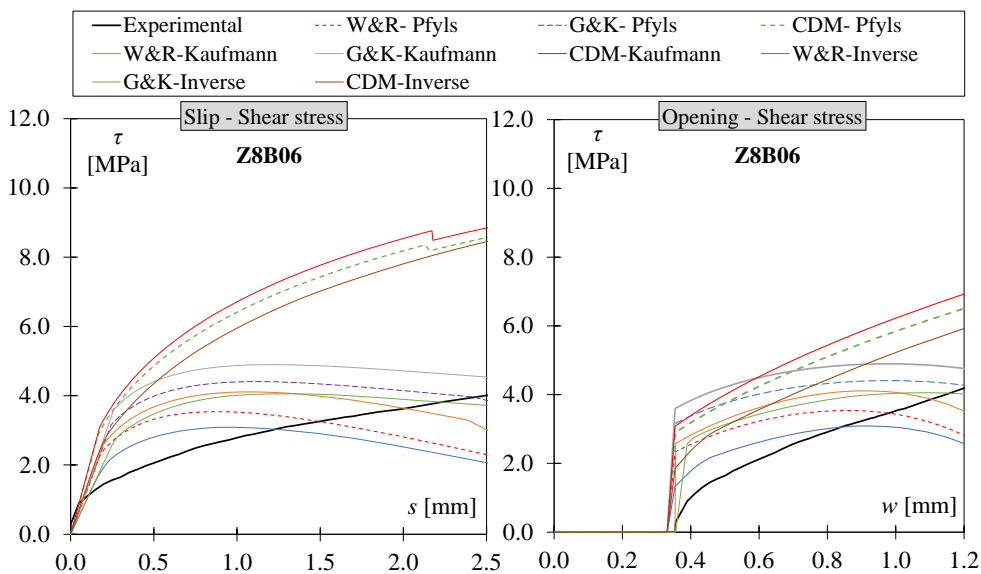 Experimental W&R- Pfyls G&K- Pfyls CDM- Pfyls
W&R-Kaufmann G&K-Kaufmann CDM-Kaufmann W&R-Inverse
G&K-Inverse CDM-Inverse
Slip - Shear stress
τ
[MPa]
Z8B06
12.0
10.0
8.0
6.0
4.0
2.0
0.0
s [mm]
0.0 0.5 1.0 1.5 2.0 2.5
Opening - Shear stress
τ
[MPa]
Z8B06
12.0
10.0
8.0
6.0
4.0
2.0
0.0
w [mm]
0.0 0.2 0.4 0.6 0.8 1.0 1.2